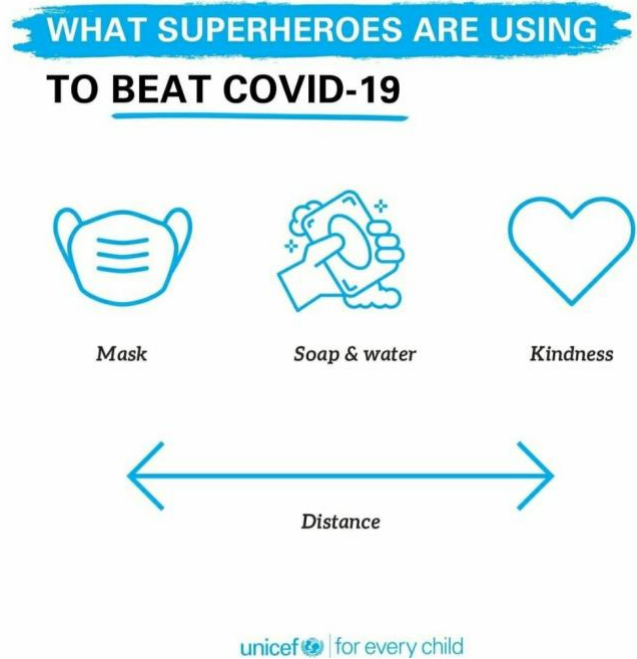 WHAT SUPERHEROES ARE USING
TO BEAT COVID-19
Mask
Soap & water
Kindness
Distance
unicef for every child